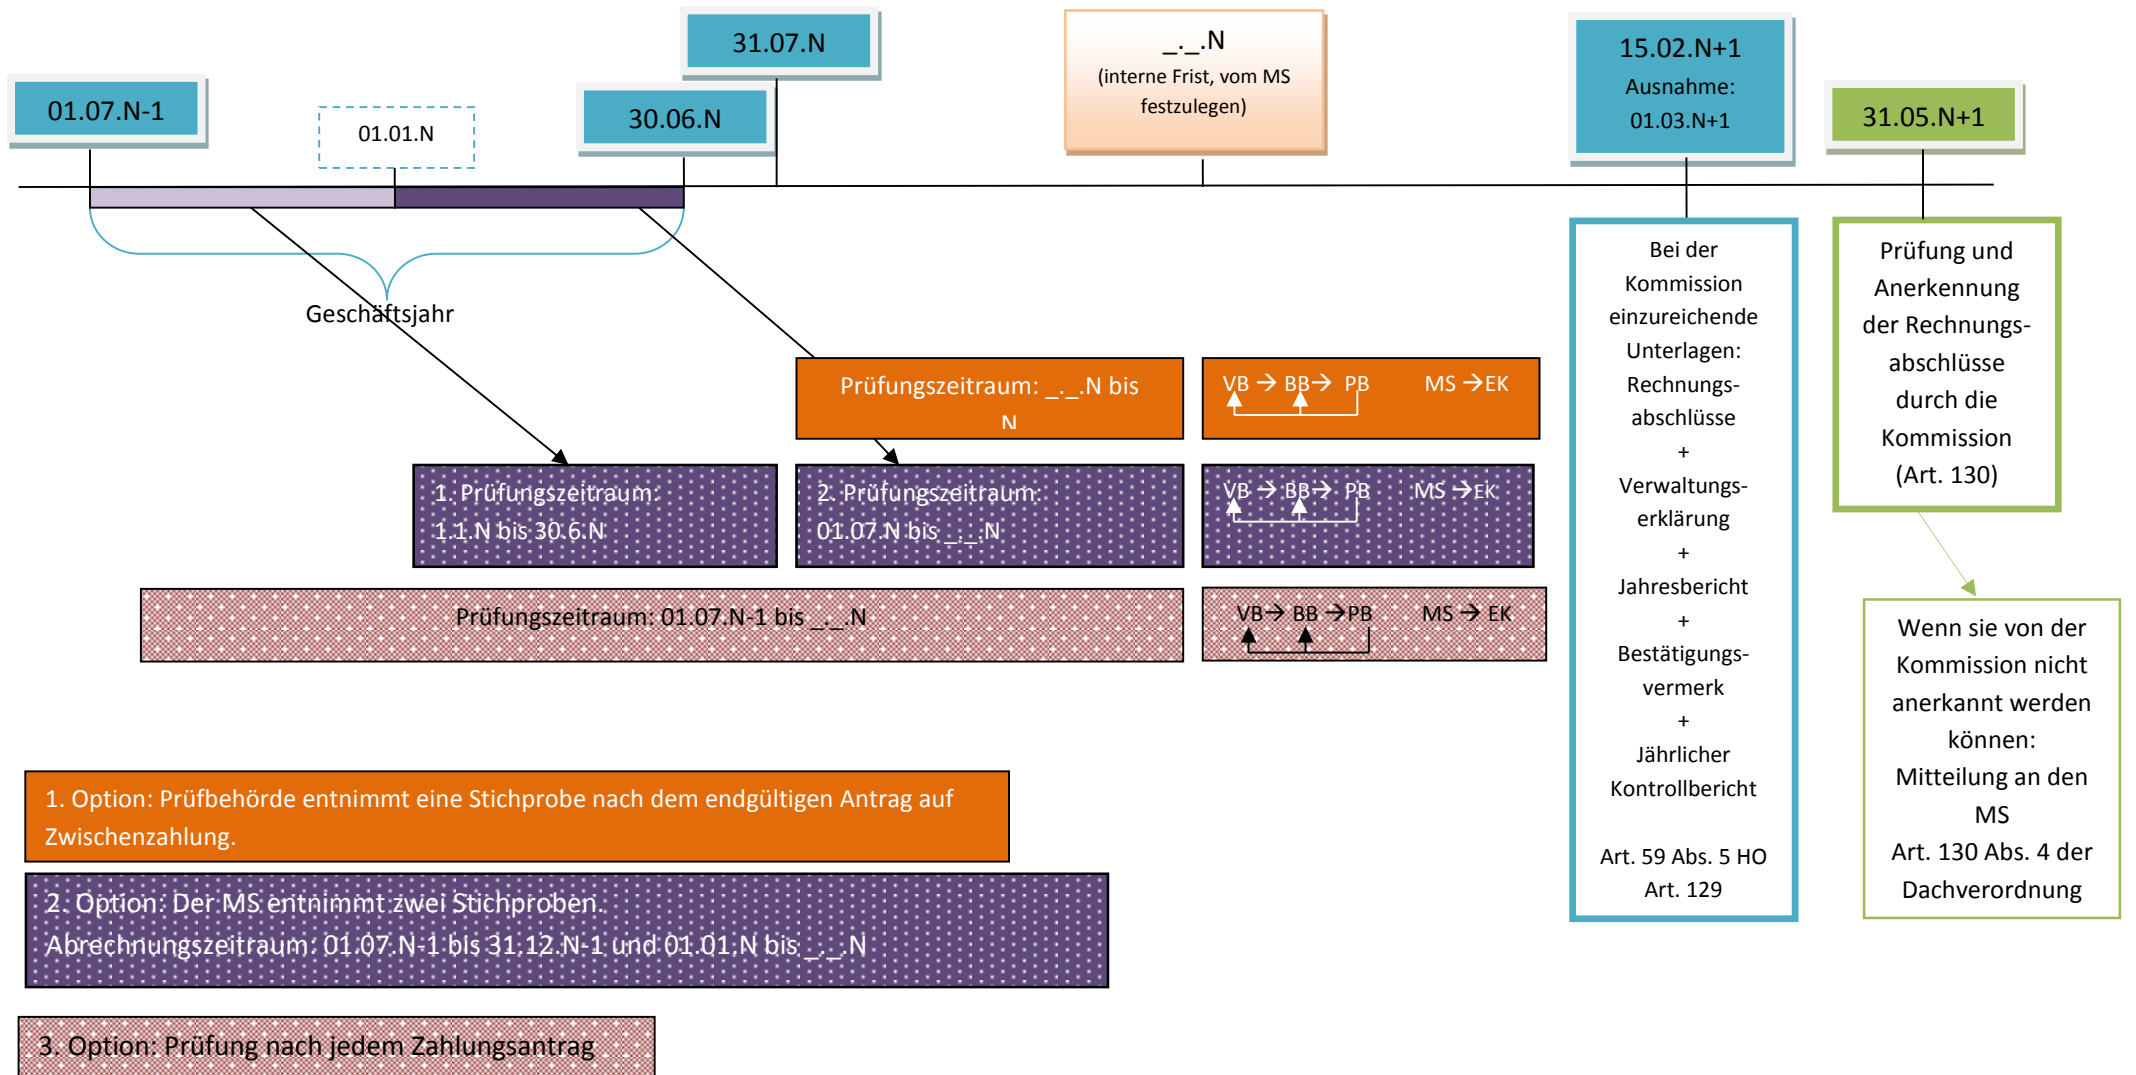 01.07.N-1
01.01.N
30.06.N
31.07.N
_._.N
(interne Frist, vom MS
festzulegen)
15.02.N+1
Ausnahme:
01.03.N+1
31.05.N+1
Geschäftsjahr
Prüfungszeitraum: _._.N bis
N
VB → BB → PB MS → EK
1. Prüfungszeitraum:
1.1.N bis 30.6.N
2. Prüfungszeitraum:
01.07.N bis _._.N
VB → BB → PB MS → EK
Prüfungszeitraum: 01.07.N-1 bis _._.N
VB → BB → PB MS → EK
Bei der
Kommission
einzureichende
Unterlagen:
Rechnungs-
abschlüsse
+
Verwaltungs-
erklärung
+
Jahresbericht
+
Bestätigungs-
vermerk
+
Jährlicher
Kontrollbericht
Art. 59 Abs. 5 HO
Art. 129
Prüfung und
Anerkennung
der Rechnungs-
abschlüsse
durch die
Kommission
(Art. 130)
Wenn sie von der
Kommission nicht
anerkannt werden
können:
Mitteilung an den
MS
Art. 130 Abs. 4 der
Dachverordnung
1. Option: Prüfbehörde entnimmt eine Stichprobe nach dem endgültigen Antrag auf
Zwischenzahlung.
2. Option: Der MS entnimmt zwei Stichproben.
Abrechnungszeitraum: 01.07.N-1 bis 31.12.N-1 und 01.01.N bis _._.N
3. Option: Prüfung nach jedem Zahlungsantrag